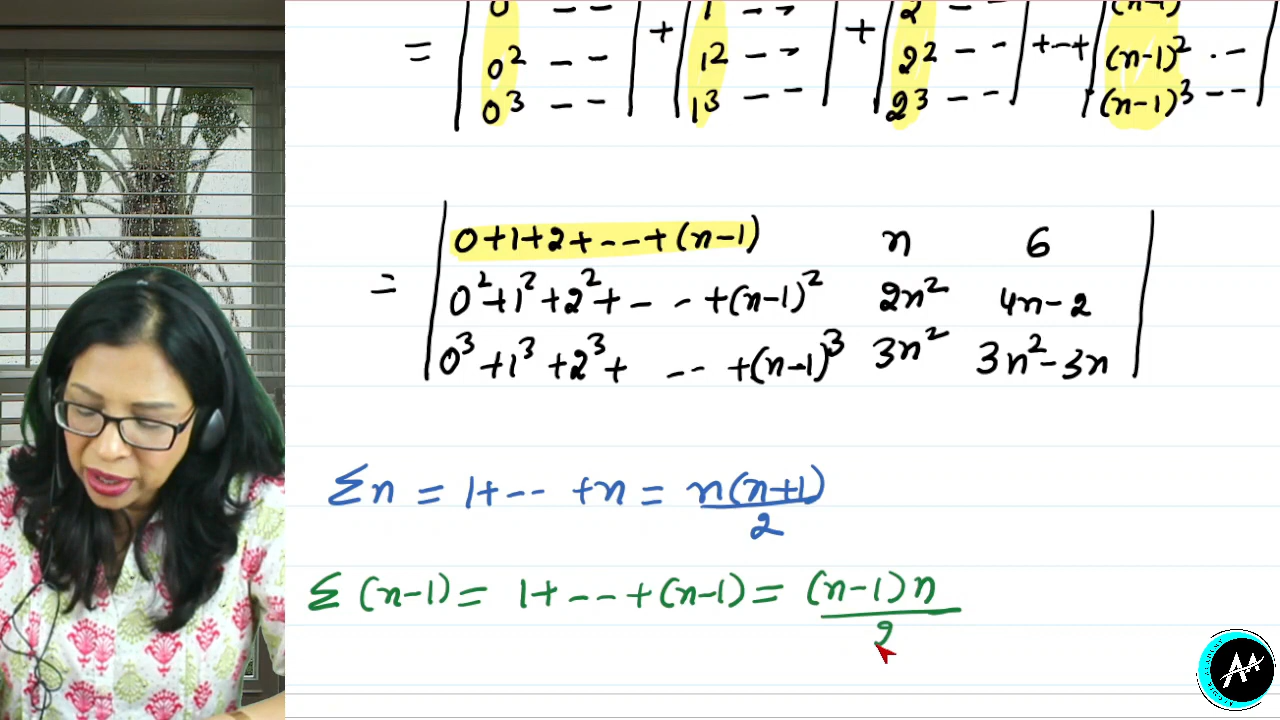 = | 0 -- | + | 1 -- | + | 2 -- | +--+ | (n-1) |
0² -- 1² -- 2² -- (n-1)² --
0³ -- 1³ -- 2³ -- (n-1)³ --
0+1+2+---+(n-1) n 6
= 0²+1²+2²+- - +(n-1)² 2n² 4n-2
0³+1³+2³+ -- +(n-1)³ 3n² 3n²-3n
Σn = 1+-- +n = n(n+1)/2
Σ(n-1) = 1+---+(n-1) = (n-1)n/2